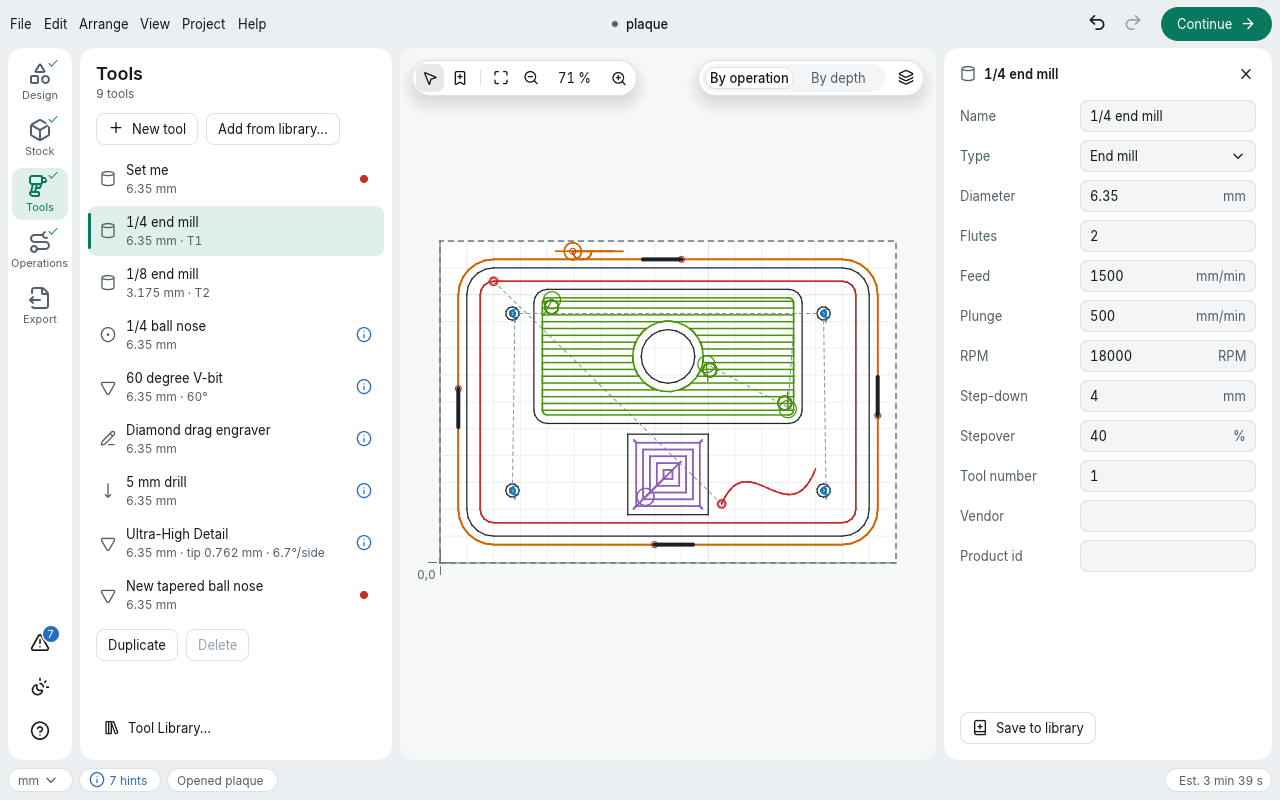 File Edit Arrange View Project Help
plaque
Continue
Design
Stock
Tools
Operations
Export
7
Tools
9 tools
New tool
Add from library...
Set me
6.35 mm
1/4 end mill
6.35 mm · T1
1/8 end mill
3.175 mm · T2
1/4 ball nose
6.35 mm
60 degree V-bit
6.35 mm · 60°
Diamond drag engraver
6.35 mm
5 mm drill
6.35 mm
Ultra-High Detail
6.35 mm · tip 0.762 mm · 6.7°/side
New tapered ball nose
6.35 mm
Duplicate
Delete
Tool Library...
71 %
By operation
By depth
0,0
1/4 end mill
Name 1/4 end mill
Type End mill
Diameter 6.35 mm
Flutes 2
Feed 1500 mm/min
Plunge 500 mm/min
RPM 18000 RPM
Step-down 4 mm
Stepover 40 %
Tool number 1
Vendor
Product id
Save to library
mm
7 hints
Opened plaque
Est. 3 min 39 s